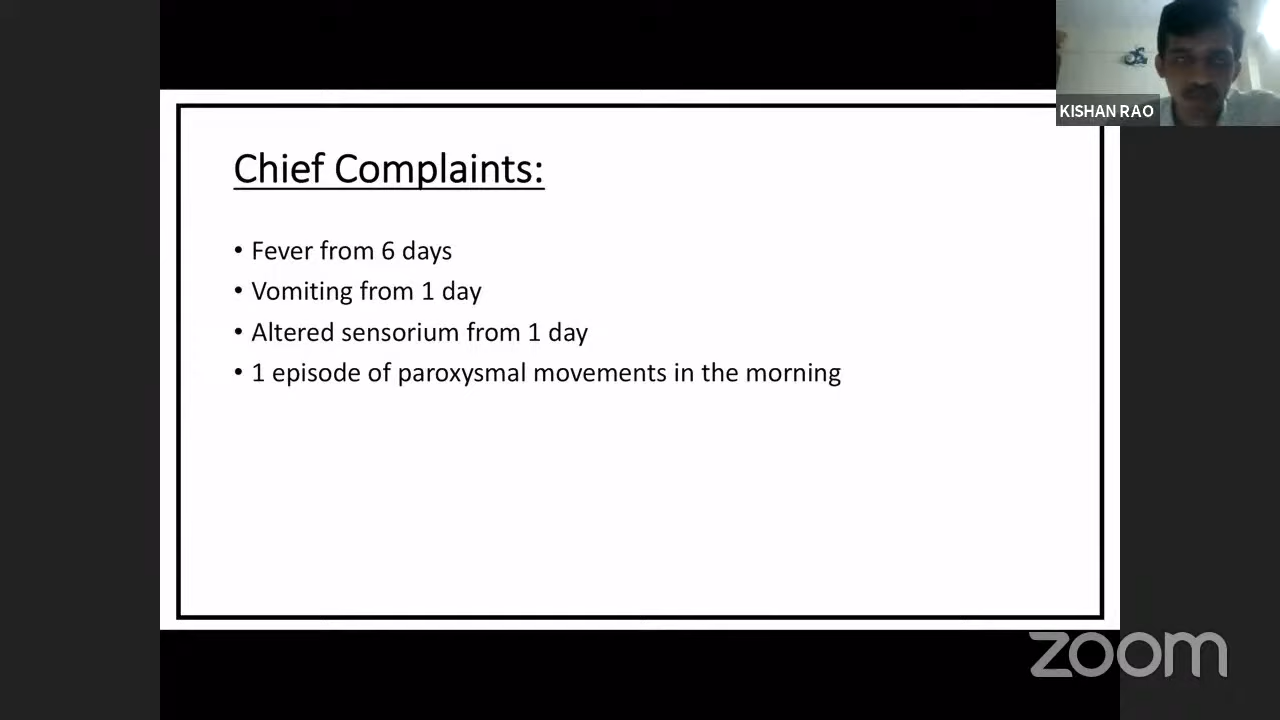 KISHAN RAO
Chief Complaints:
• Fever from 6 days
• Vomiting from 1 day
• Altered sensorium from 1 day
• 1 episode of paroxysmal movements in the morning
zoom